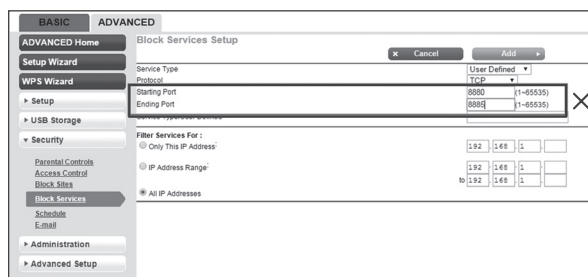 BASIC ADVANCED
ADVANCED Home
Setup Wizard
WPS Wizard
▶ Setup
▶ USB Storage
▼ Security
Parental Controls
Access Control
Block Sites
Block Services
Schedule
E-mail
▶ Administration
▶ Advanced Setup
Block Services Setup
x Cancel Add ▶
Service Type User Defined ▼
Protocol TCP ▼
Starting Port 8880 (1~65535)
Ending Port 8885 (1~65535)
Filter Services For :
Only This IP Address: 192 . 168 . 1 .
IP Address Range: 192 . 168 . 1 .
to 192 . 168 . 1 .
All IP Addresses